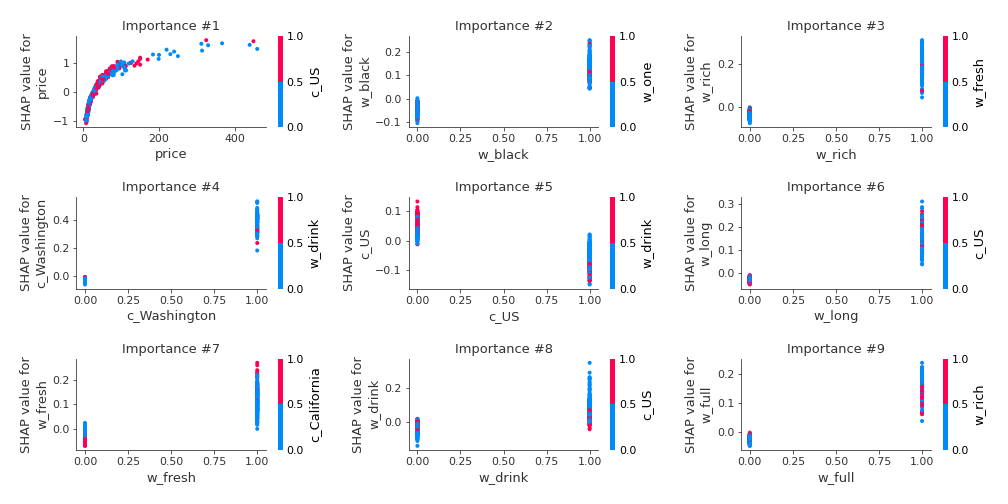 Importance #1
SHAP value for
price
1
0
−1
0
200
400
price
1.0
0.5
0.0
c_US
Importance #2
SHAP value for
w_black
0.2
0.1
0.0
−0.1
0.00
0.25
0.50
0.75
1.00
w_black
1.0
0.5
0.0
w_one
Importance #3
SHAP value for
w_rich
0.2
0.0
0.00
0.25
0.50
0.75
1.00
w_rich
1.0
0.5
0.0
w_fresh
Importance #4
SHAP value for
c_Washington
0.4
0.2
0.0
0.00
0.25
0.50
0.75
1.00
c_Washington
1.0
0.5
0.0
w_drink
Importance #5
SHAP value for
c_US
0.1
0.0
−0.1
0.00
0.25
0.50
0.75
1.00
c_US
1.0
0.5
0.0
w_drink
Importance #6
SHAP value for
w_long
0.3
0.2
0.1
0.0
0.00
0.25
0.50
0.75
1.00
w_long
1.0
0.5
0.0
c_US
Importance #7
SHAP value for
w_fresh
0.2
0.1
0.0
0.00
0.25
0.50
0.75
1.00
w_fresh
1.0
0.5
0.0
c_California
Importance #8
SHAP value for
w_drink
0.2
0.0
0.00
0.25
0.50
0.75
1.00
w_drink
1.0
0.5
0.0
c_US
Importance #9
SHAP value for
w_full
0.2
0.1
0.0
0.00
0.25
0.50
0.75
1.00
w_full
1.0
0.5
0.0
w_rich